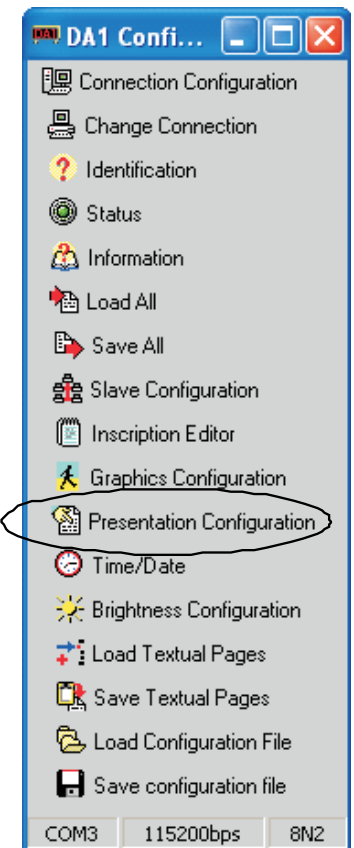 DA1 DA1 Confi...
Connection Configuration
Change Connection
Identification
Status
Information
Load All
Save All
Slave Configuration
Inscription Editor
Graphics Configuration
Presentation Configuration
Time/Date
Brightness Configuration
Load Textual Pages
Save Textual Pages
Load Configuration File
Save configuration file
COM3 115200bps 8N2